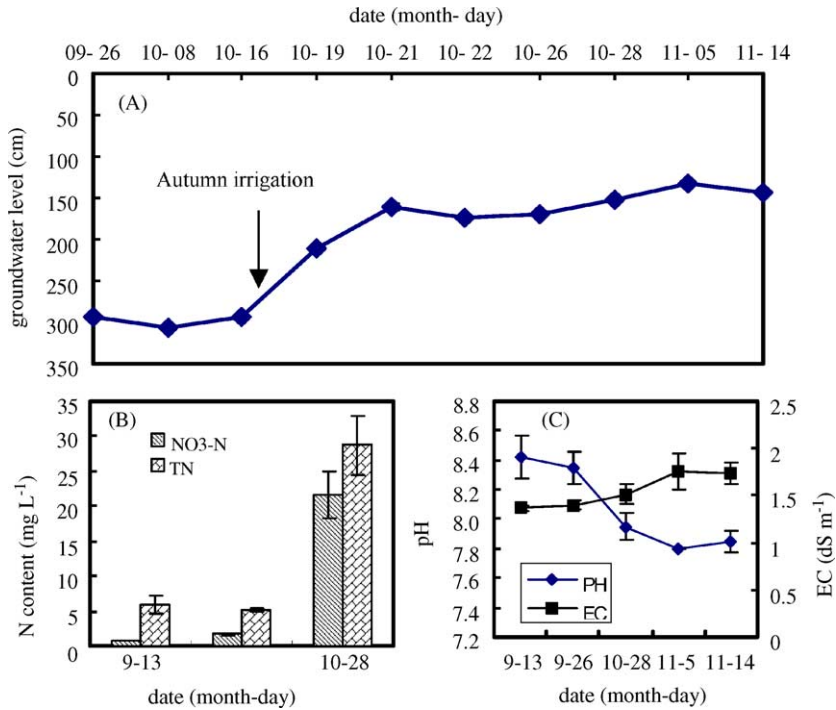 date (month- day)
09- 26 10- 08 10- 16 10- 19 10- 21 10- 22 10- 26 10- 28 11- 05 11- 14
0
50
100
150
200
250
300
350
groundwater level (cm)
(A)
Autumn irrigation
35
30
25
20
15
10
5
0
N content (mg L⁻¹)
(B)
NO3-N
TN
9-13 10-28
date (month-day)
8.8
8.6
8.4
8.2
8.0
7.8
7.6
7.4
7.2
pH
(C)
PH
EC
2.5
2
1.5
1
0.5
0
EC (dS m⁻¹)
9-13 9-26 10-28 11-5 11-14
date (month-day)